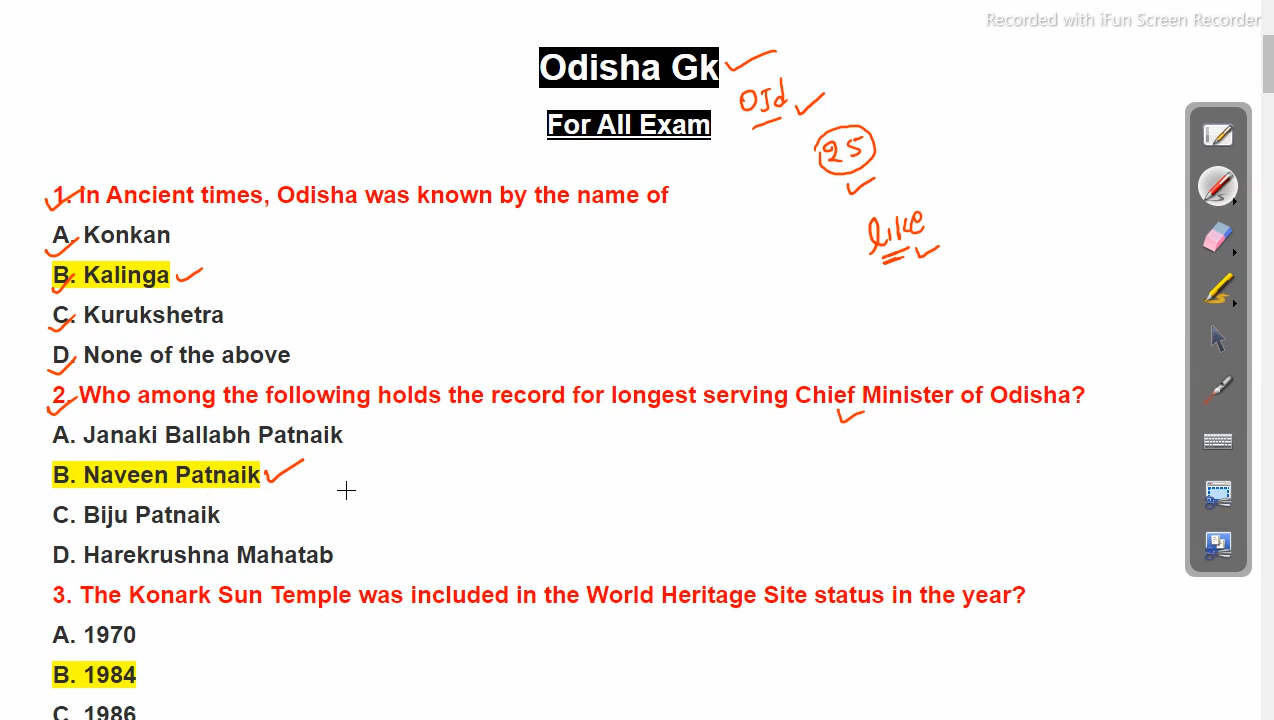 Recorded with iFun Screen Recorder
Odisha Gk
Old
For All Exam
25
1. In Ancient times, Odisha was known by the name of
like
A. Konkan
B. Kalinga
C. Kurukshetra
D. None of the above
2. Who among the following holds the record for longest serving Chief Minister of Odisha?
A. Janaki Ballabh Patnaik
B. Naveen Patnaik
C. Biju Patnaik
D. Harekrushna Mahatab
3. The Konark Sun Temple was included in the World Heritage Site status in the year?
A. 1970
B. 1984
C. 1986